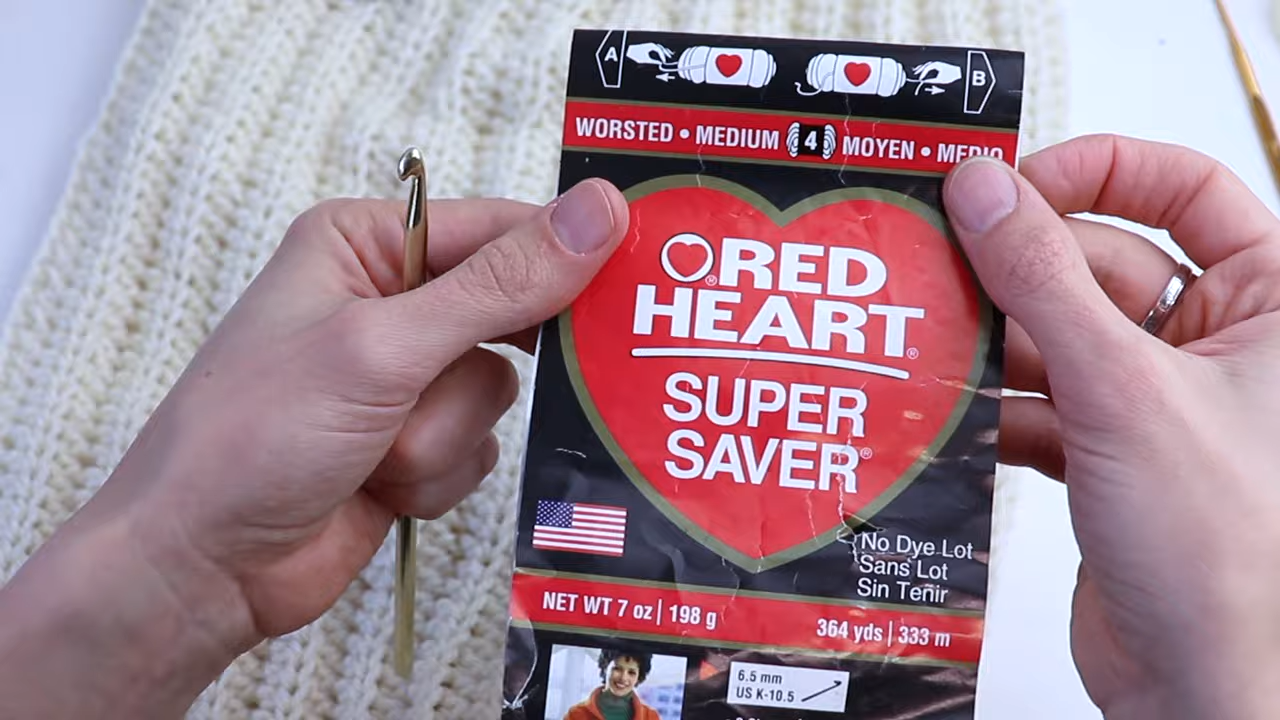 A
B
WORSTED • MEDIUM 4 MOYEN • MEDIO
RED
HEART®
SUPER
SAVER®
No Dye Lot
Sans Lot
Sin Tenir
NET WT 7 oz | 198 g
364 yds | 333 m
6.5 mm
US K-10.5